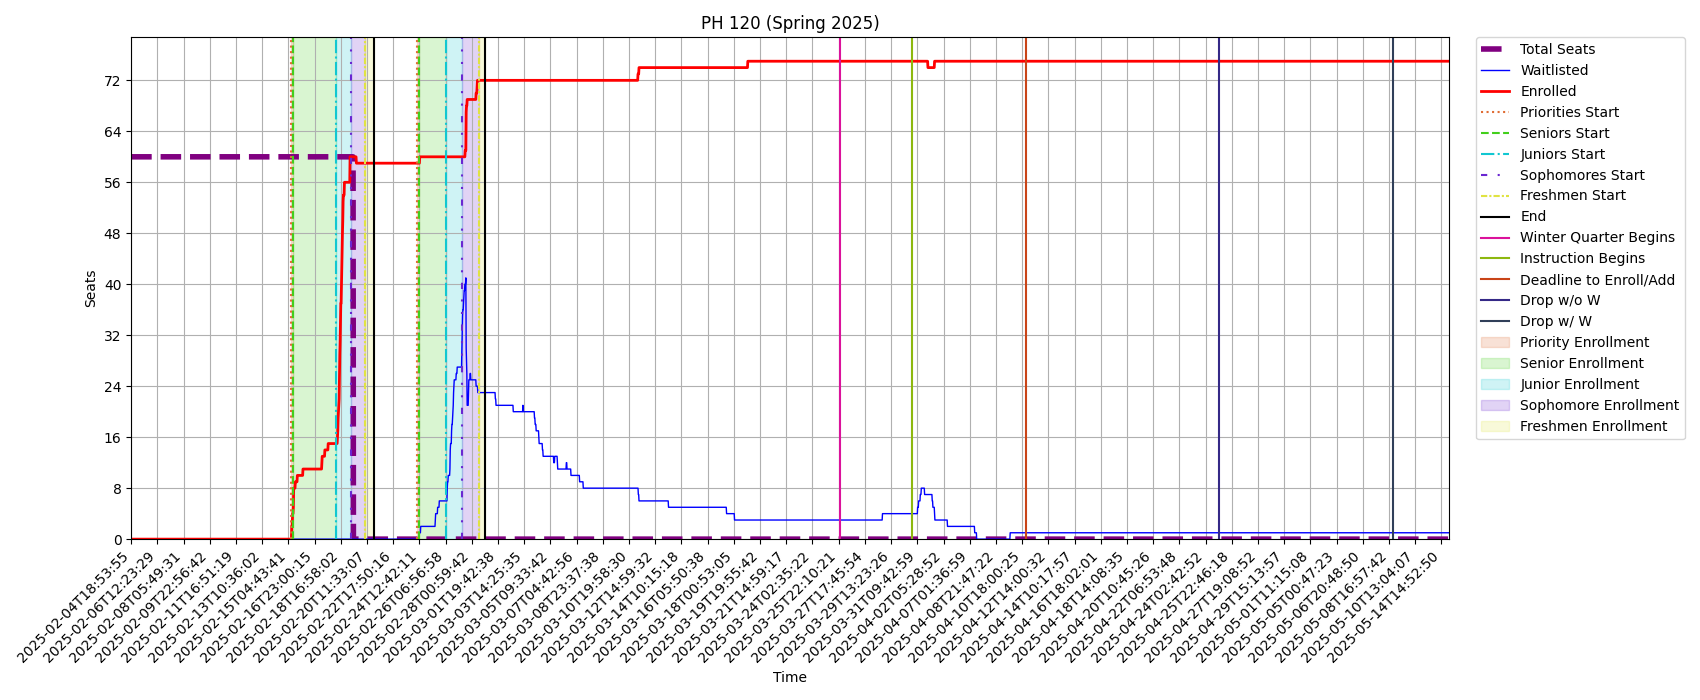 PH 120 (Spring 2025)
Seats
72
64
56
48
40
32
24
16
8
0
2025-02-04T18:53:55
2025-02-06T12:23:29
2025-02-08T05:49:31
2025-02-09T22:56:42
2025-02-11T16:51:19
2025-02-13T10:36:02
2025-02-15T04:43:41
2025-02-16T23:00:15
2025-02-18T16:58:02
2025-02-20T11:33:07
2025-02-22T17:50:16
2025-02-24T12:42:11
2025-02-26T06:56:58
2025-02-28T00:59:42
2025-03-01T19:42:38
2025-03-03T14:25:35
2025-03-05T09:33:42
2025-03-07T04:42:56
2025-03-08T23:37:38
2025-03-10T19:58:30
2025-03-12T14:59:32
2025-03-14T10:15:18
2025-03-16T05:50:38
2025-03-18T00:53:05
2025-03-19T19:55:42
2025-03-21T14:59:17
2025-03-24T02:35:22
2025-03-25T22:10:21
2025-03-27T17:45:54
2025-03-29T13:23:26
2025-03-31T09:42:59
2025-04-02T05:28:52
2025-04-07T01:36:59
2025-04-08T21:47:22
2025-04-10T18:00:25
2025-04-12T14:00:32
2025-04-14T10:17:57
2025-04-16T18:02:01
2025-04-18T14:08:35
2025-04-20T10:45:26
2025-04-22T06:53:48
2025-04-24T02:42:52
2025-04-25T22:46:18
2025-04-27T19:08:52
2025-04-29T15:13:57
2025-05-01T11:15:08
2025-05-05T00:47:23
2025-05-06T20:48:50
2025-05-08T16:57:42
2025-05-10T13:04:07
2025-05-14T14:52:50
Time
Total Seats
Waitlisted
Enrolled
Priorities Start
Seniors Start
Juniors Start
Sophomores Start
Freshmen Start
End
Winter Quarter Begins
Instruction Begins
Deadline to Enroll/Add
Drop w/o W
Drop w/ W
Priority Enrollment
Senior Enrollment
Junior Enrollment
Sophomore Enrollment
Freshmen Enrollment